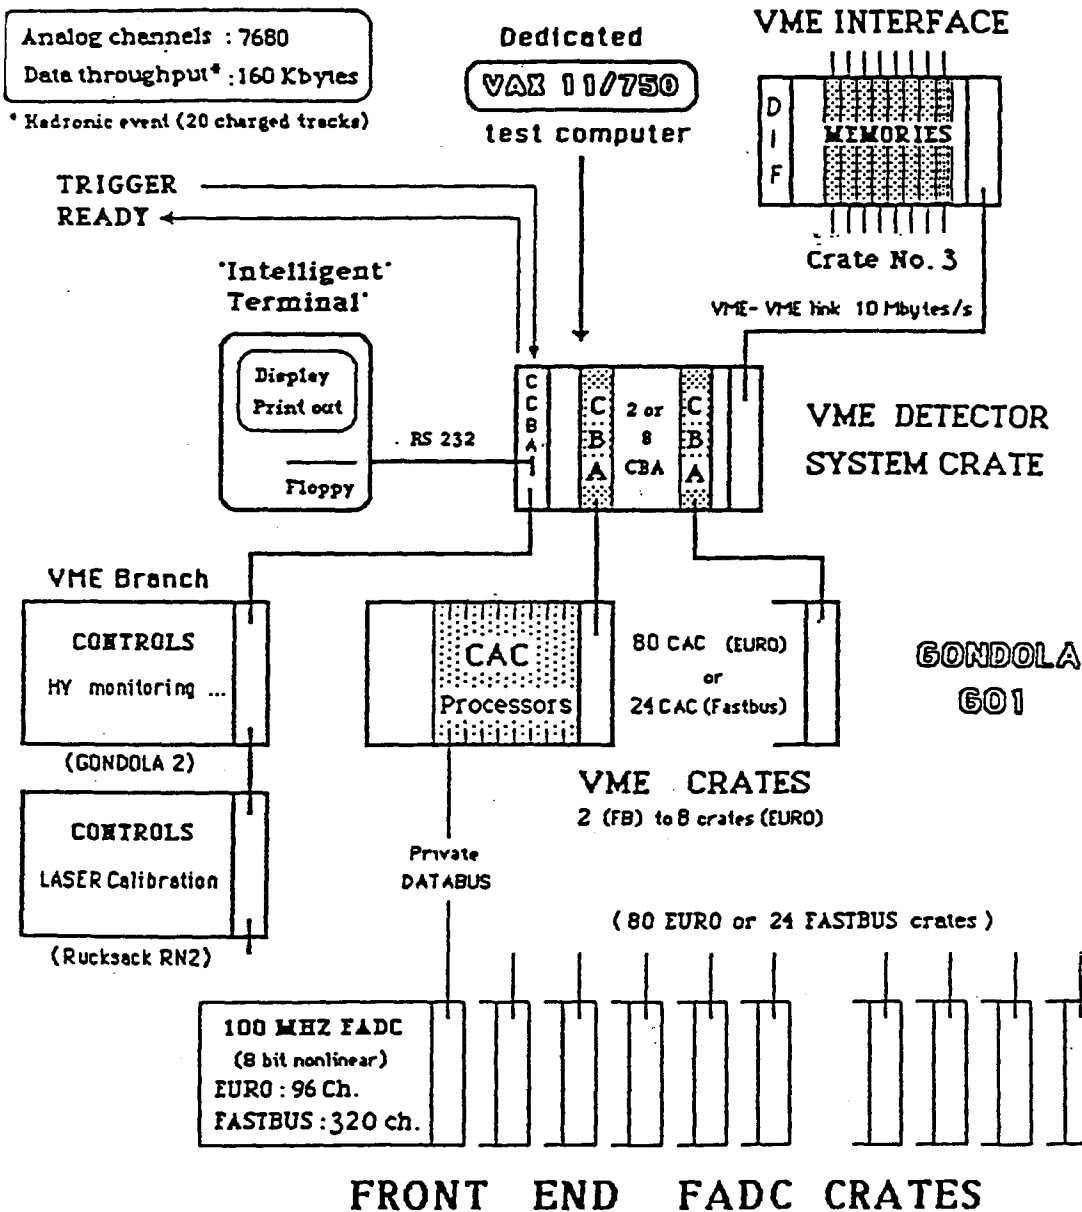 Analog channels : 7680
Data throughput* : 160 Kbytes
* Hadronic event (20 charged tracks)
Dedicated
VAX 11/750
test computer
VME INTERFACE
DIF
MEMORIES
Crate No. 3
VME- VME link 10 Mbytes/s
TRIGGER
READY
"Intelligent"
Terminal"
Display
Print out
Floppy
RS 232
CCBA
CBA
2 or
8
CBA
CBA
VME DETECTOR
SYSTEM CRATE
VME Branch
CONTROLS
HY monitoring ...
(GONDOLA 2)
CONTROLS
LASER Calibration
(Rucksack RN2)
CAC
Processors
80 CAC (EURO)
or
24 CAC (Fastbus)
GONDOLA
601
VME CRATES
2 (FB) to 8 crates (EURO)
Private
DATABUS
( 80 EURO or 24 FASTBUS crates )
100 MHZ FADC
(8 bit nonlinear)
EURO : 96 Ch.
FASTBUS : 320 ch.
FRONT END FADC CRATES